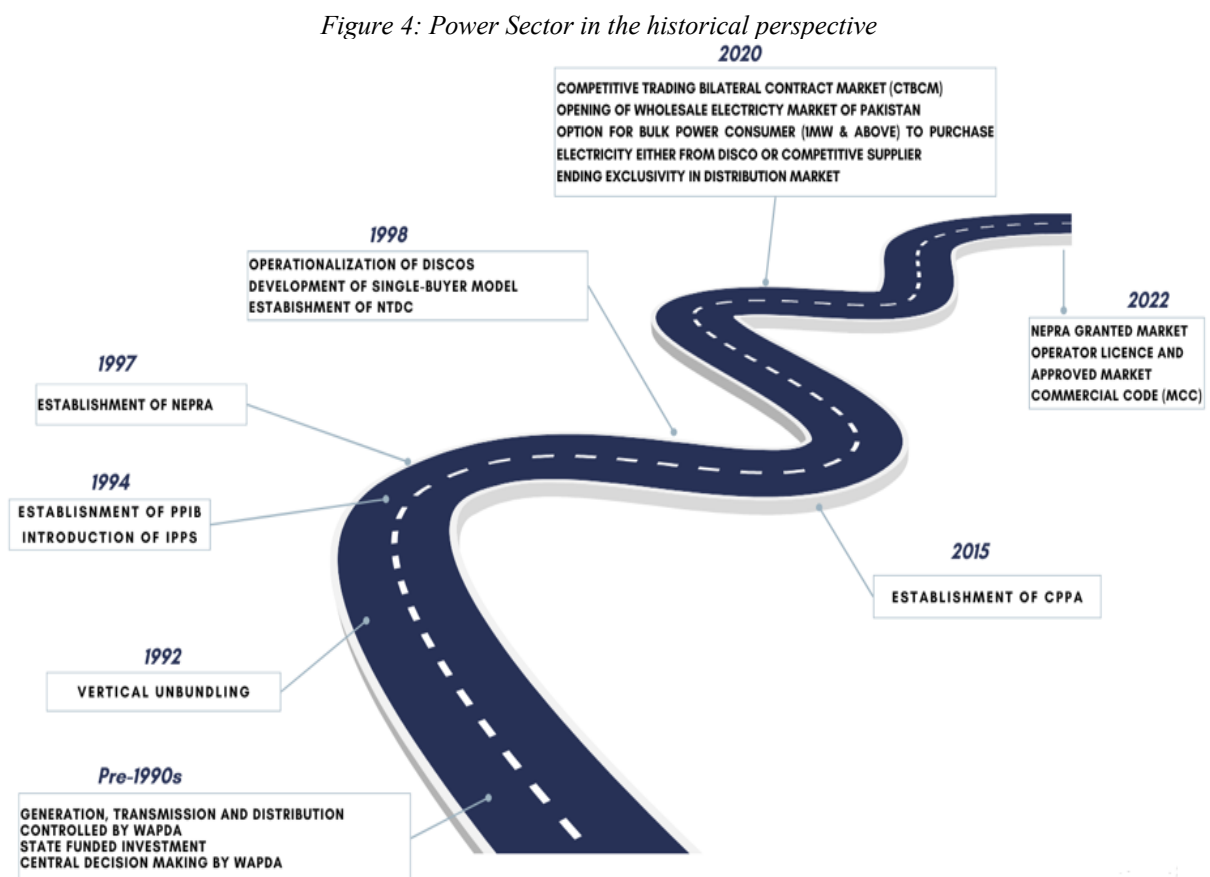 Figure 4: Power Sector in the historical perspective
2020
COMPETITIVE TRADING BILATERAL CONTRACT MARKET (CTBCM)
OPENING OF WHOLESALE ELECTRICTY MARKET OF PAKISTAN
OPTION FOR BULK POWER CONSUMER (1MW & ABOVE) TO PURCHASE
ELECTRICITY EITHER FROM DISCO OR COMPETITIVE SUPPLIER
ENDING EXCLUSIVITY IN DISTRIBUTION MARKET
1998
OPERATIONALIZATION OF DISCOS
DEVELOPMENT OF SINGLE-BUYER MODEL
ESTABISHMENT OF NTDC
2022
NEPRA GRANTED MARKET
OPERATOR LICENCE AND
APPROVED MARKET
COMMERCIAL CODE (MCC)
1997
ESTABLISHMENT OF NEPRA
1994
ESTABLISNMENT OF PPIB
INTRODUCTION OF IPPS
2015
ESTABLISHMENT OF CPPA
1992
VERTICAL UNBUNDLING
Pre-1990s
GENERATION, TRANSMISSION AND DISTRIBUTION
CONTROLLED BY WAPDA
STATE FUNDED INVESTMENT
CENTRAL DECISION MAKING BY WAPDA